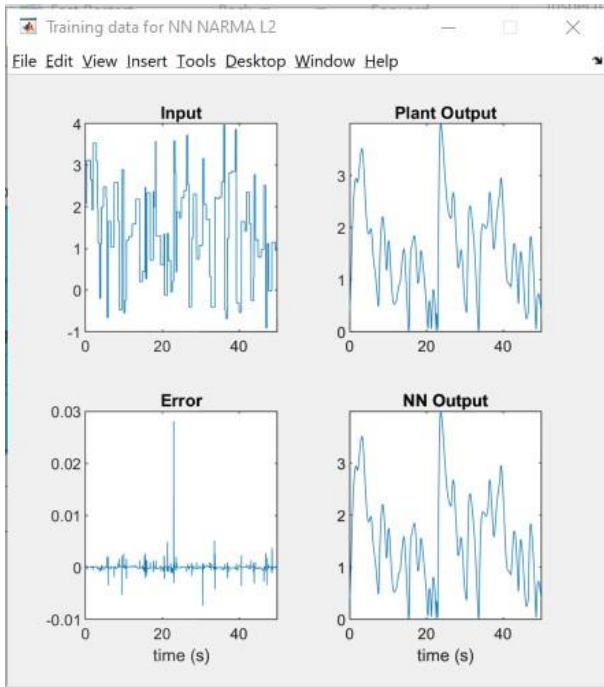 Training data for NN NARMA L2
File Edit View Insert Tools Desktop Window Help
Input
4
3
2
1
0
-1
0 20 40
Plant Output
3
2
1
0
0 20 40
Error
0.03
0.02
0.01
0
-0.01
0 20 40
time (s)
NN Output
3
2
1
0
0 20 40
time (s)